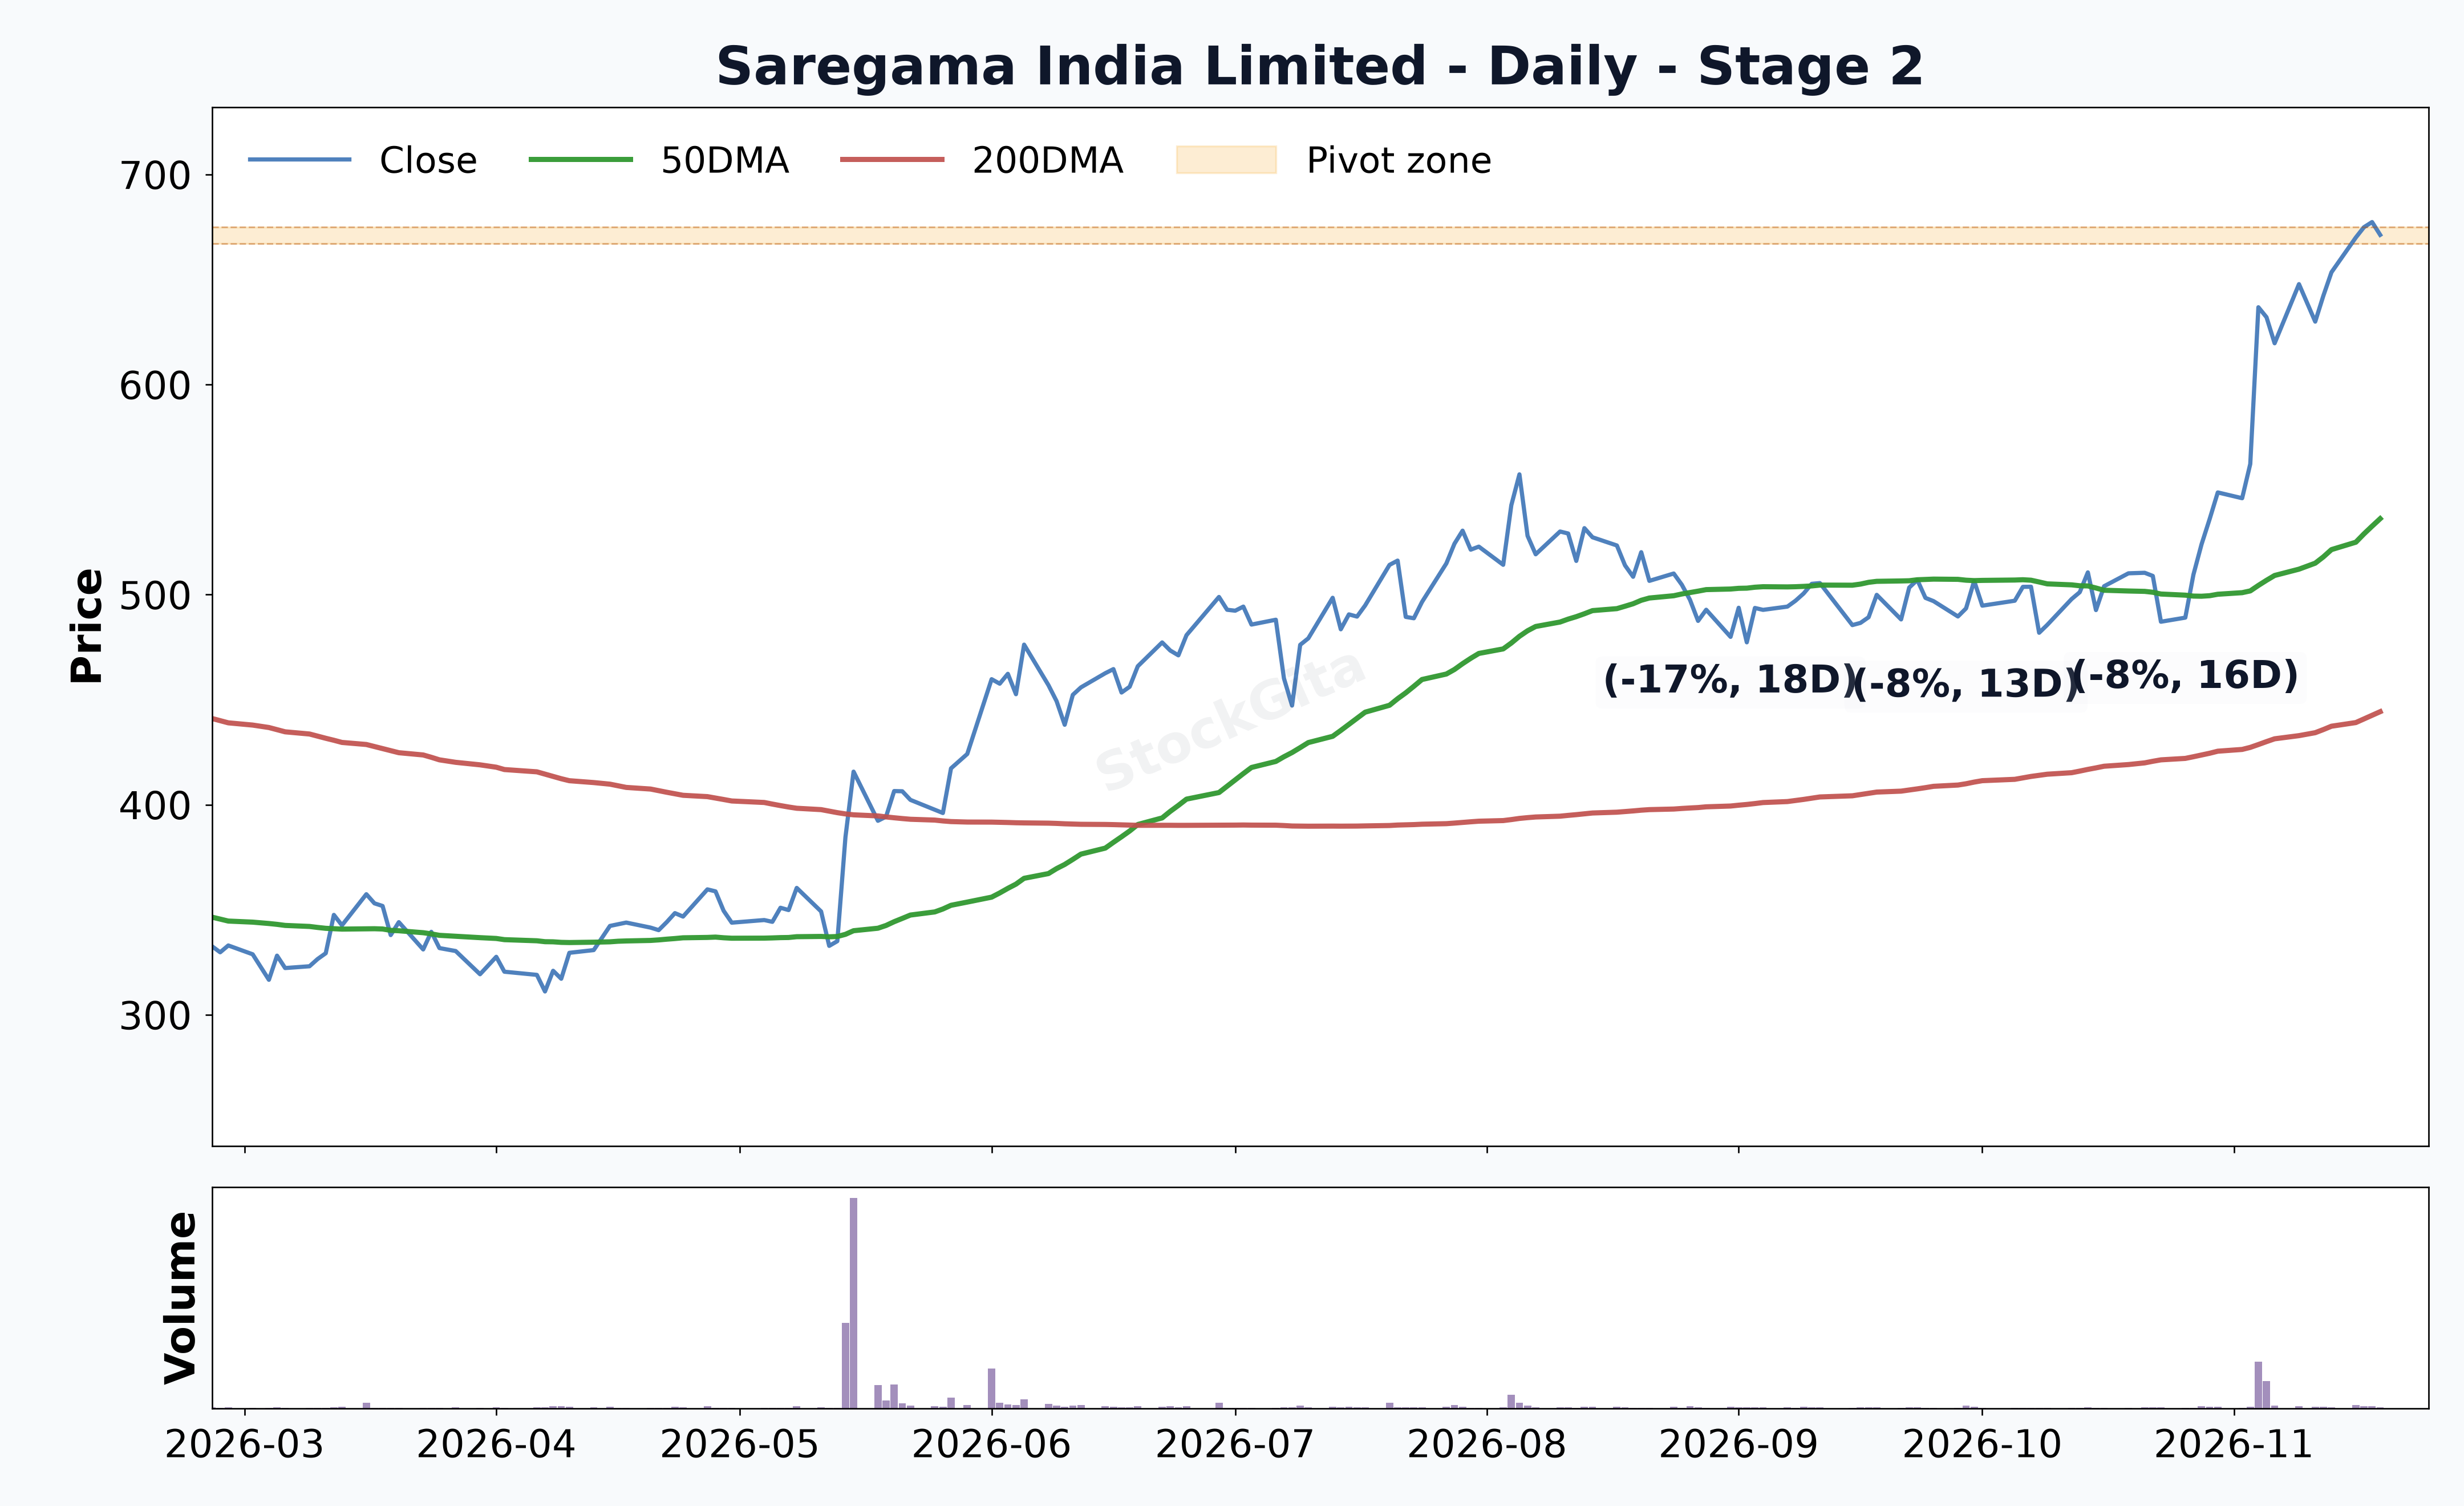 Saregama India Limited - Daily - Stage 2
Close 50DMA 200DMA Pivot zone
Price
700
600
500
400
300
(-17%, 18D) (-8%, 13D) (-8%, 16D)
StockGita
Volume
2026-03 2026-04 2026-05 2026-06 2026-07 2026-08 2026-09 2026-10 2026-11